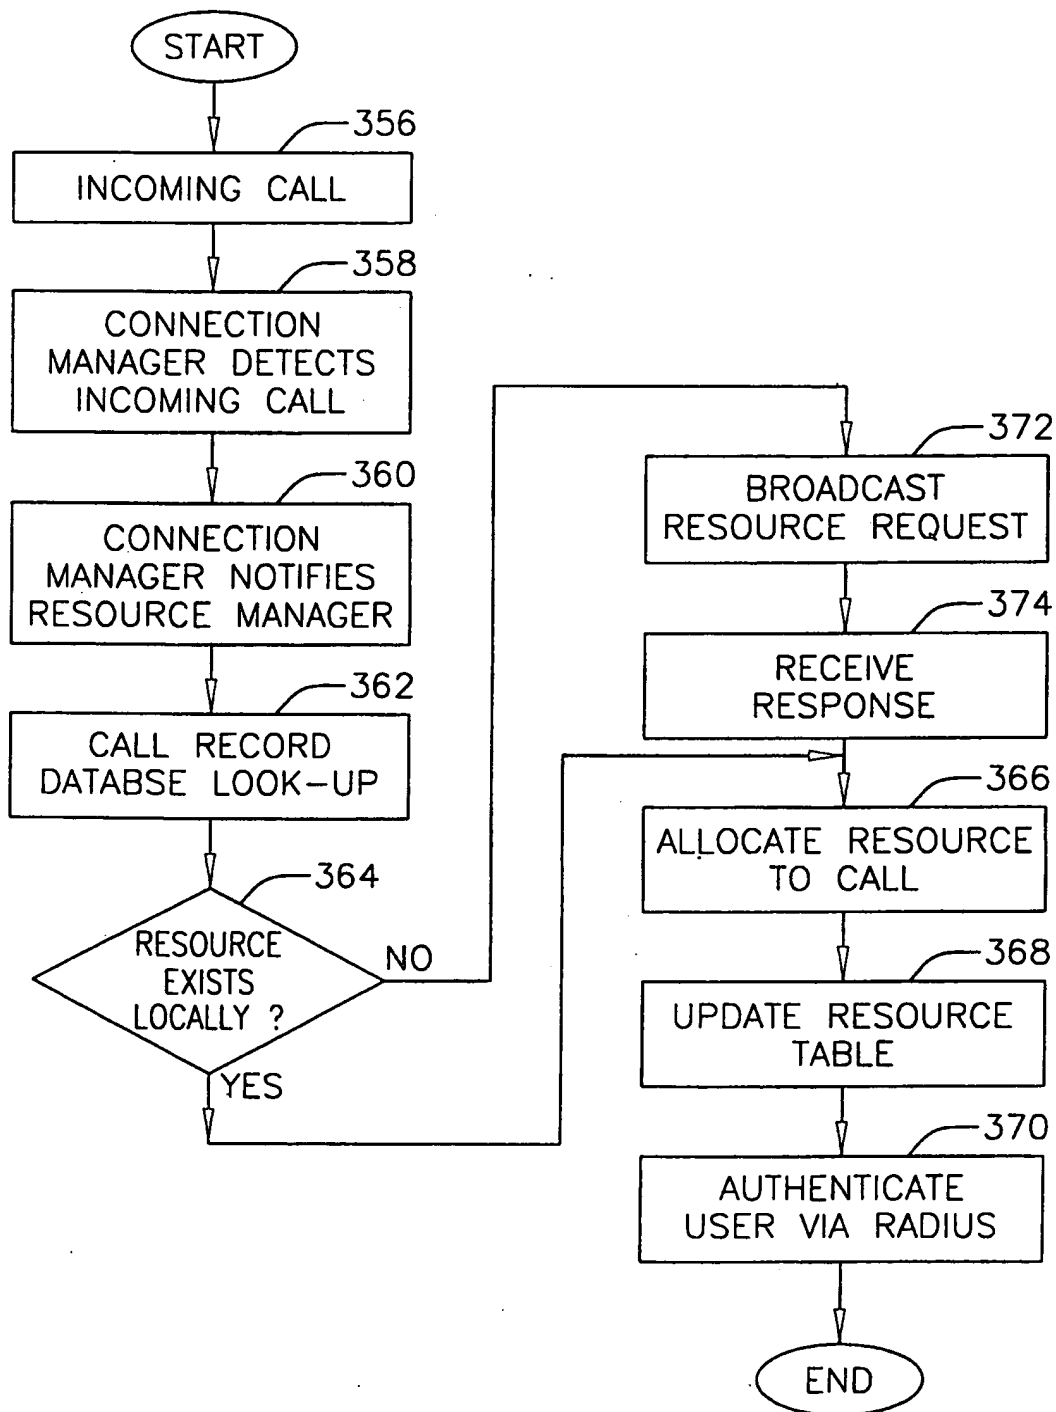 START
356
INCOMING CALL
358
CONNECTION
MANAGER DETECTS
INCOMING CALL
360
CONNECTION
MANAGER NOTIFIES
RESOURCE MANAGER
362
CALL RECORD
DATABSE LOOK-UP
364
RESOURCE
EXISTS
LOCALLY ?
NO
YES
372
BROADCAST
RESOURCE REQUEST
374
RECEIVE
RESPONSE
366
ALLOCATE RESOURCE
TO CALL
368
UPDATE RESOURCE
TABLE
370
AUTHENTICATE
USER VIA RADIUS
END